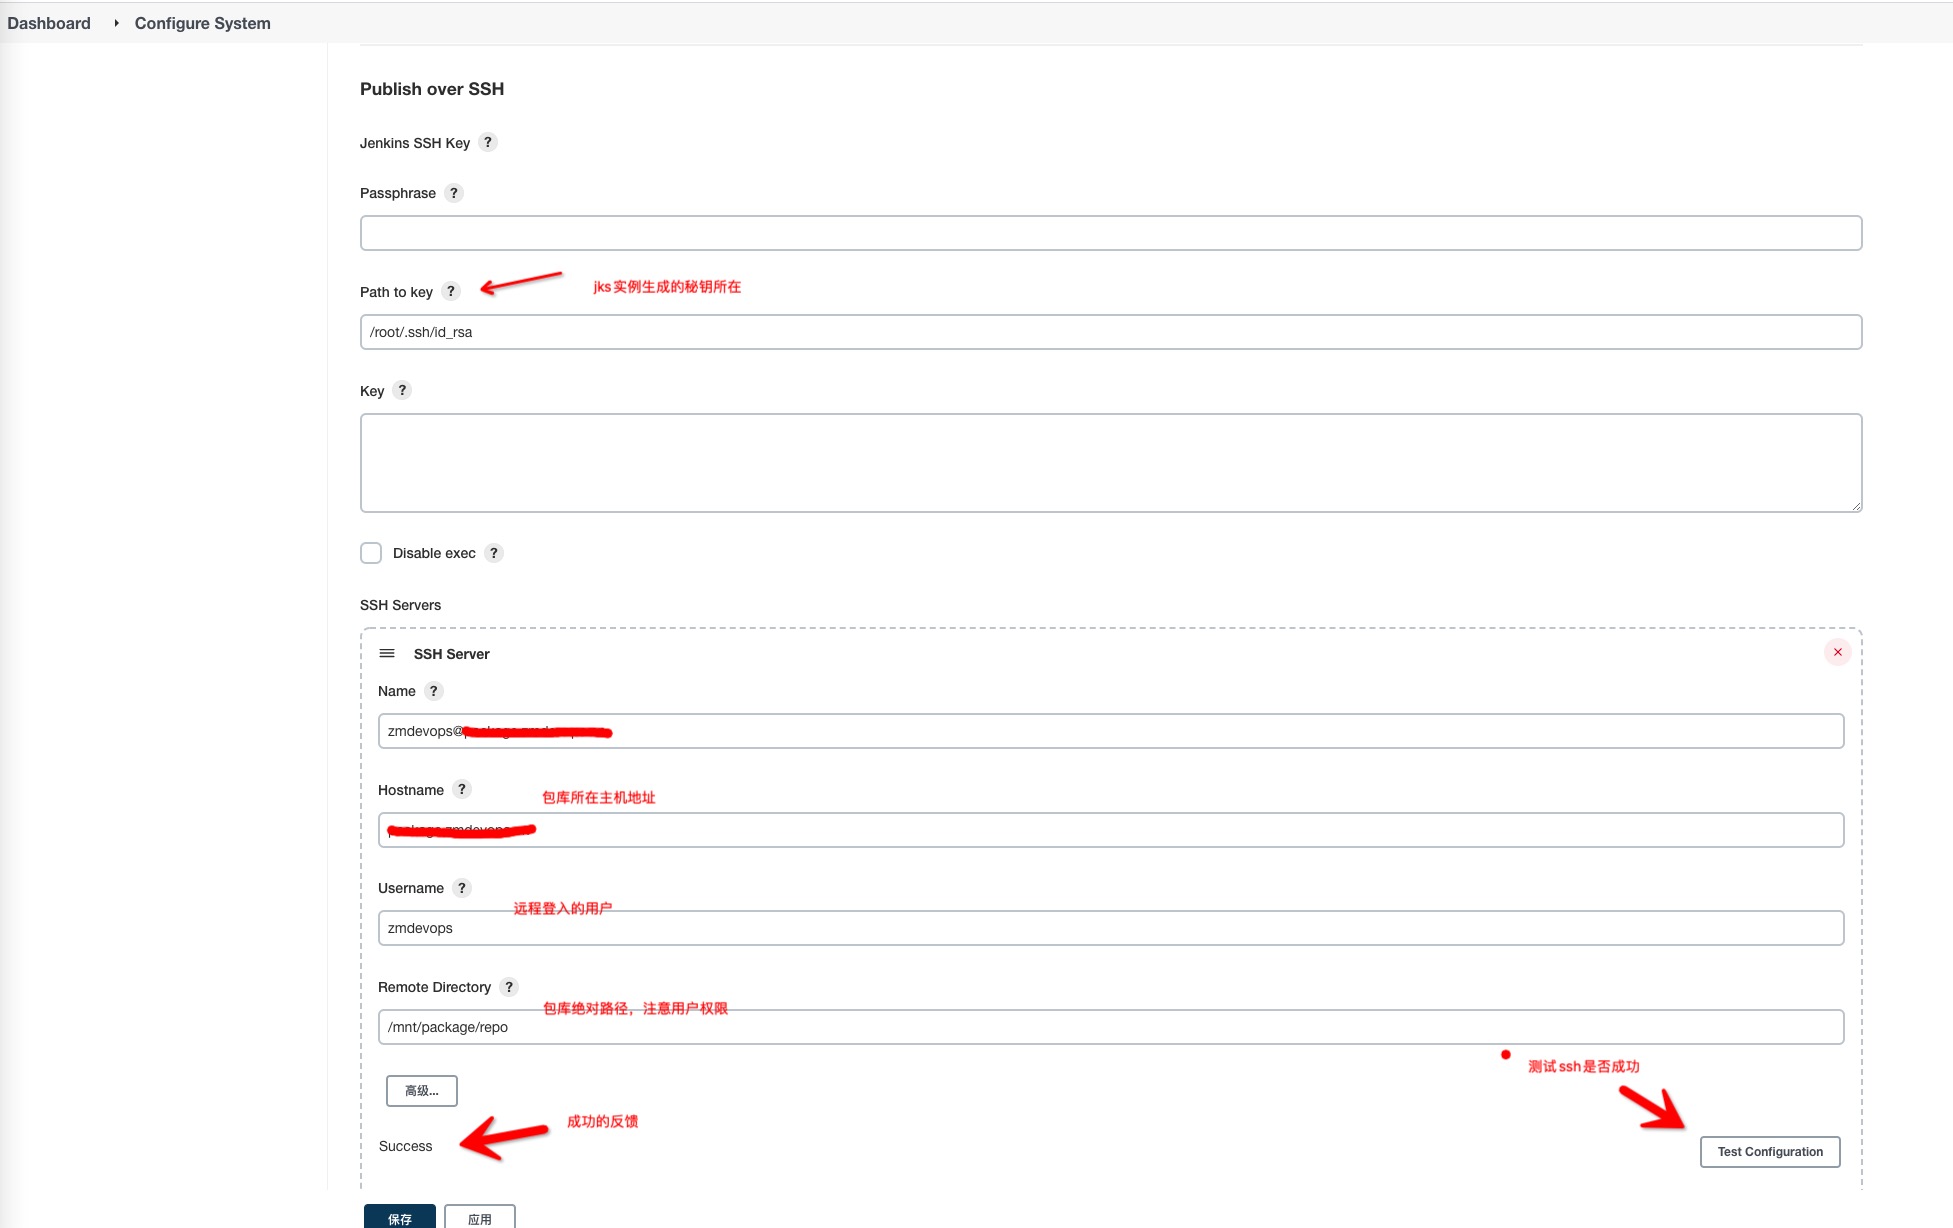 Dashboard Configure System
Publish over SSH
Jenkins SSH Key ?
Passphrase ?
Path to key ? jks实例生成的秘钥所在
/root/.ssh/id_rsa
Key ?
Disable exec ?
SSH Servers
SSH Server
Name ?
zmdevops@
Hostname ? 包库所在主机地址
Username ?
远程登入的用户
zmdevops
Remote Directory ?
包库绝对路径，注意用户权限
/mnt/package/repo
测试ssh是否成功
高级...
成功的反馈
Success
Test Configuration
保存 应用